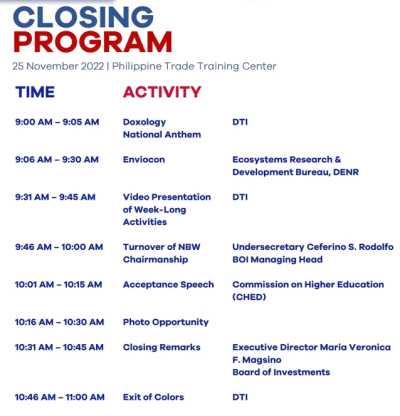 CLOSING
PROGRAM
25 November 2022 | Philippine Trade Training Center
TIME ACTIVITY
9:00 AM – 9:05 AM Doxology DTI
National Anthem
9:06 AM – 9:30 AM Enviocon Ecosystems Research &
Development Bureau, DENR
9:31 AM – 9:45 AM Video Presentation DTI
of Week-Long
Activities
9:46 AM – 10:00 AM Turnover of NBW Undersecretary Ceferino S. Rodolfo
Chairmanship BOI Managing Head
10:01 AM – 10:15 AM Acceptance Speech Commission on Higher Education
(CHED)
10:16 AM – 10:30 AM Photo Opportunity
10:31 AM – 10:45 AM Closing Remarks Executive Director Maria Veronica
F. Magsino
Board of Investments
10:46 AM – 11:00 AM Exit of Colors DTI